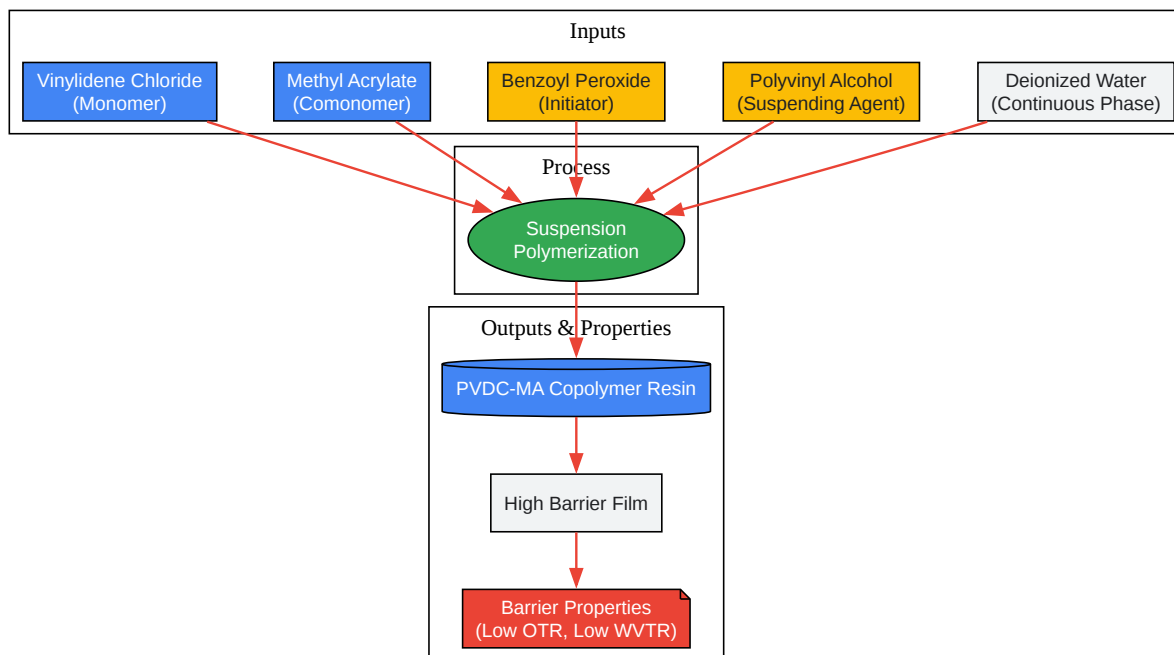 Inputs
Vinylidene Chloride
(Monomer)
Methyl Acrylate
(Comonomer)
Benzoyl Peroxide
(Initiator)
Polyvinyl Alcohol
(Suspending Agent)
Deionized Water
(Continuous Phase)
Process
Suspension
Polymerization
Outputs & Properties
PVDC-MA Copolymer Resin
High Barrier Film
Barrier Properties
(Low OTR, Low WVTR)